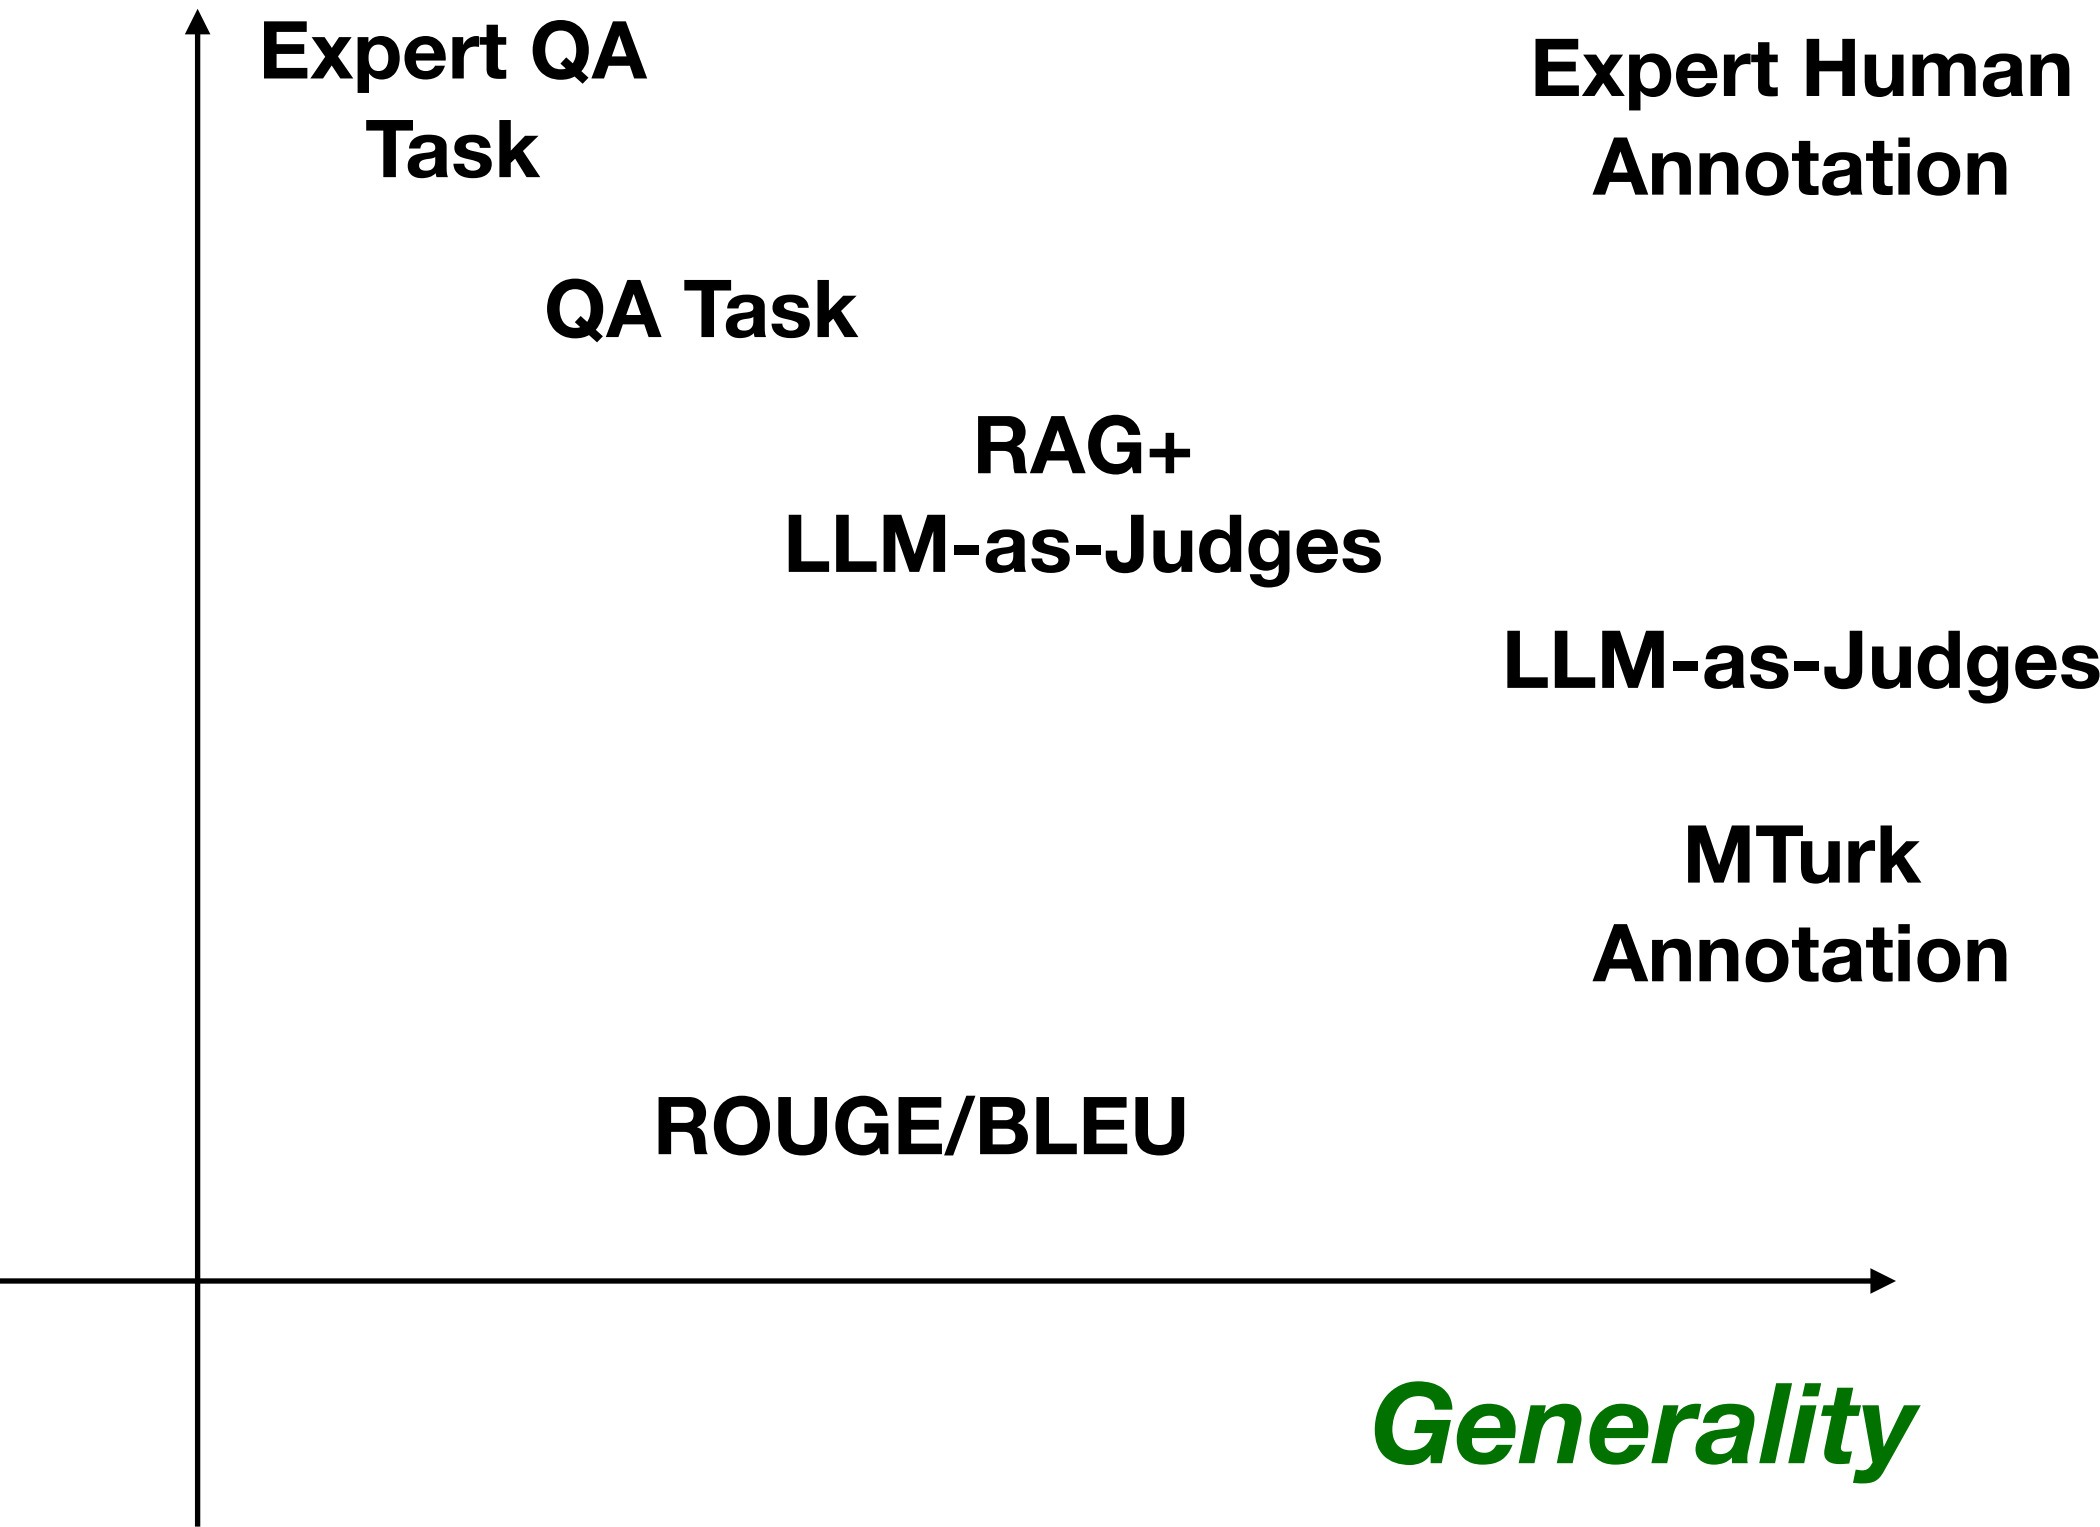 Expert QA
Task
Expert Human
Annotation
QA Task
RAG+
LLM-as-Judges
LLM-as-Judges
MTurk
Annotation
ROUGE/BLEU
Generality